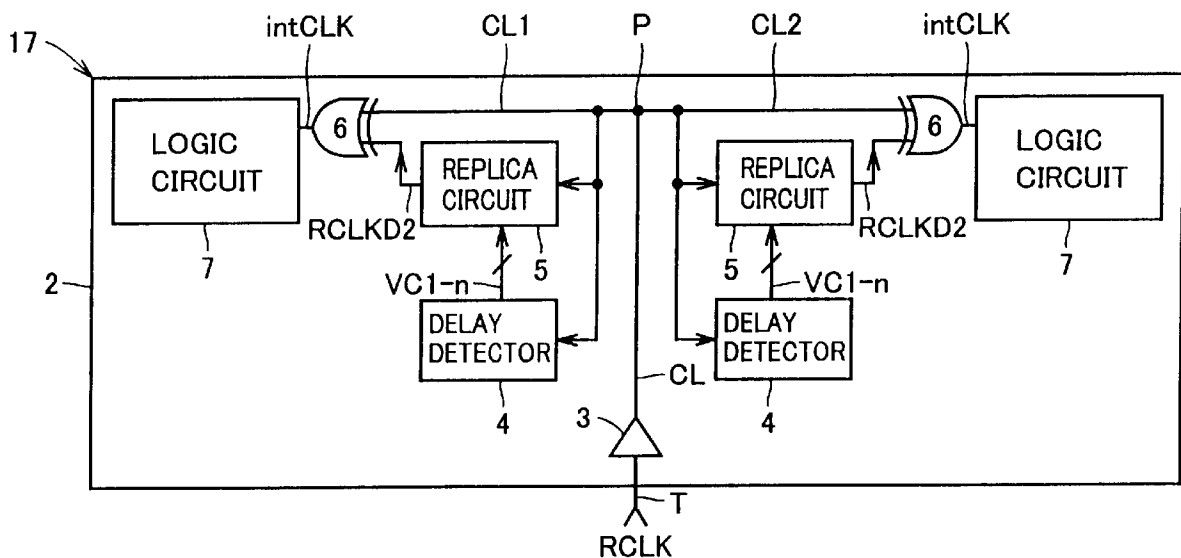 17
intCLK
CL1
P
CL2
intCLK
LOGIC
CIRCUIT
6
REPLICA
CIRCUIT
REPLICA
CIRCUIT
6
LOGIC
CIRCUIT
RCLKD2
RCLKD2
7
5
5
7
2
VC1-n
VC1-n
DELAY
DETECTOR
DELAY
DETECTOR
CL
4
3
4
T
RCLK